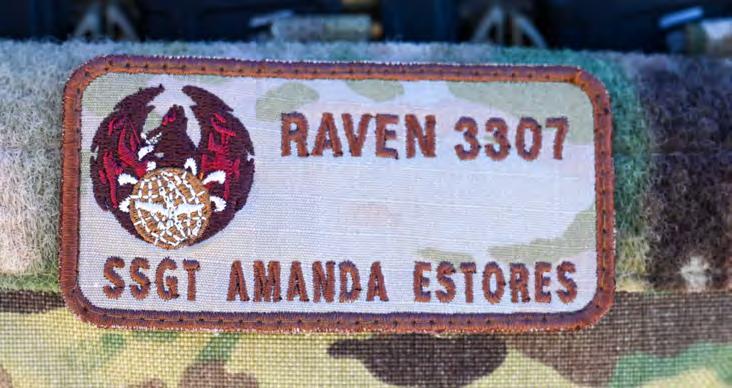 RAVEN 3307
SSGT AMANDA ESTORES